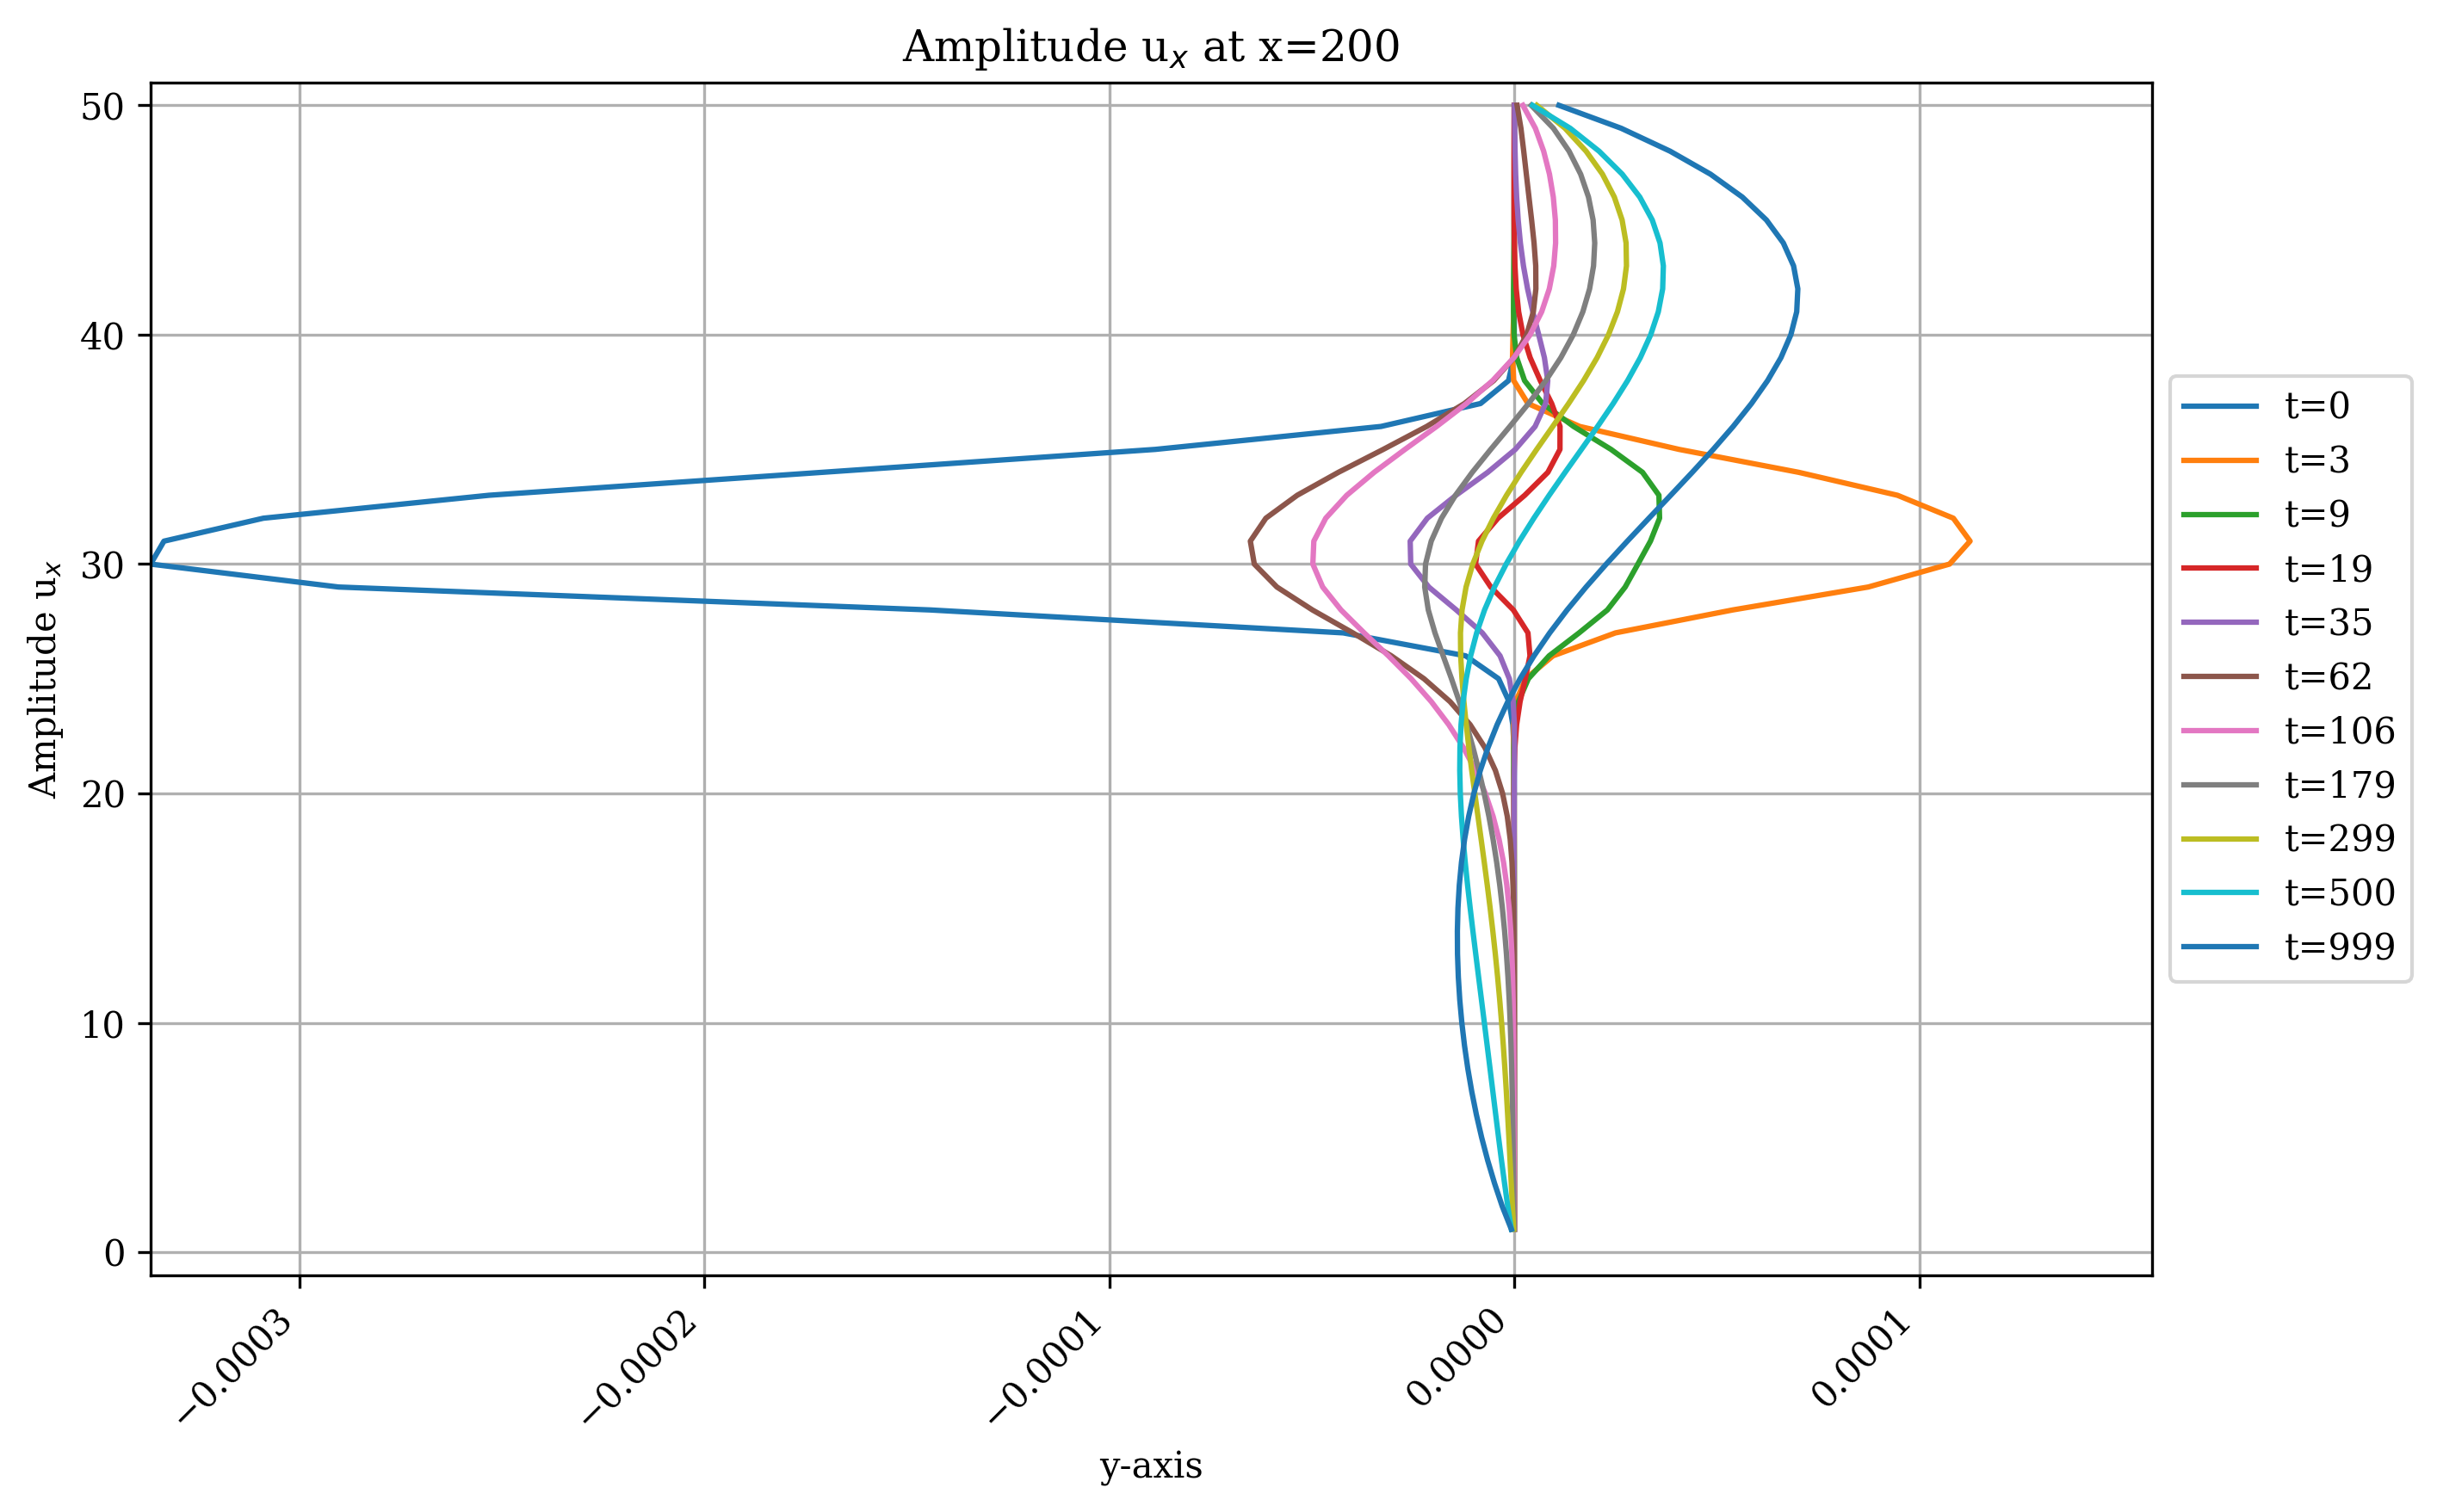 Amplitude uₓ at x=200
Amplitude uₓ
50
40
30
20
10
0
−0.0003
−0.0002
−0.0001
0.0000
0.0001
y-axis
t=0
t=3
t=9
t=19
t=35
t=62
t=106
t=179
t=299
t=500
t=999